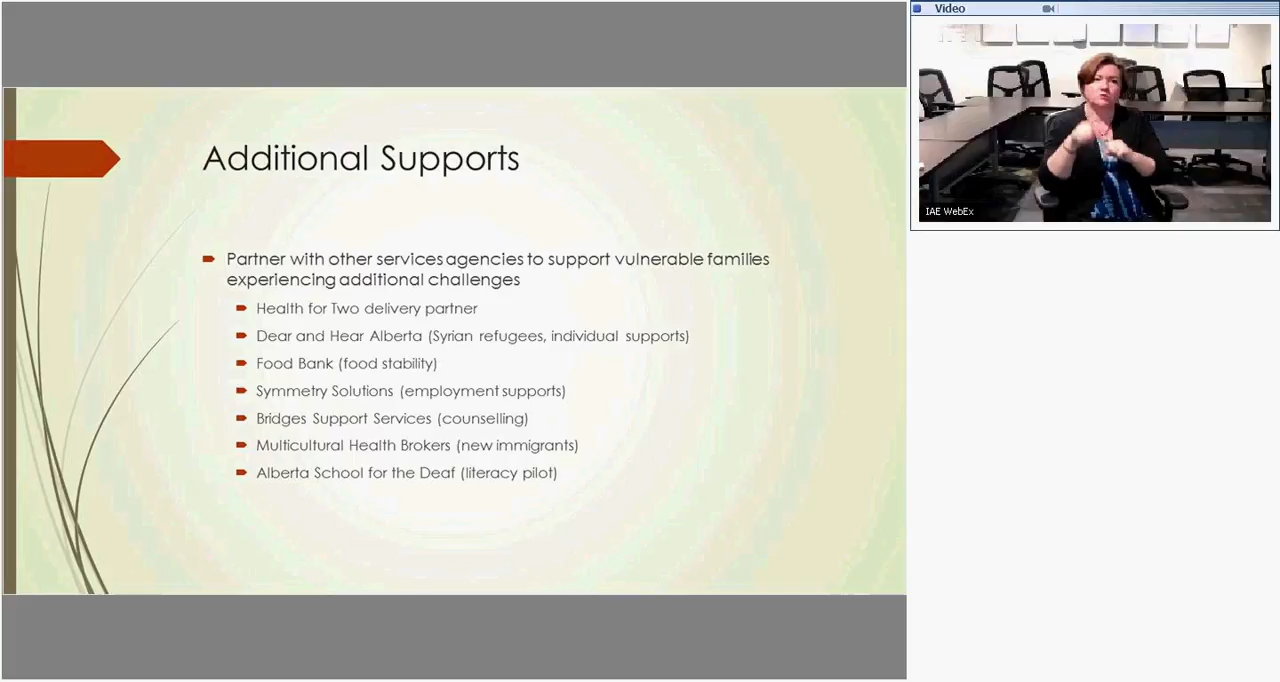 Video
IAE WebEx
Additional Supports
Partner with other services agencies to support vulnerable families
experiencing additional challenges
Health for Two delivery partner
Dear and Hear Alberta (Syrian refugees, individual supports)
Food Bank (food stability)
Symmetry Solutions (employment supports)
Bridges Support Services (counselling)
Multicultural Health Brokers (new immigrants)
Alberta School for the Deaf (literacy pilot)